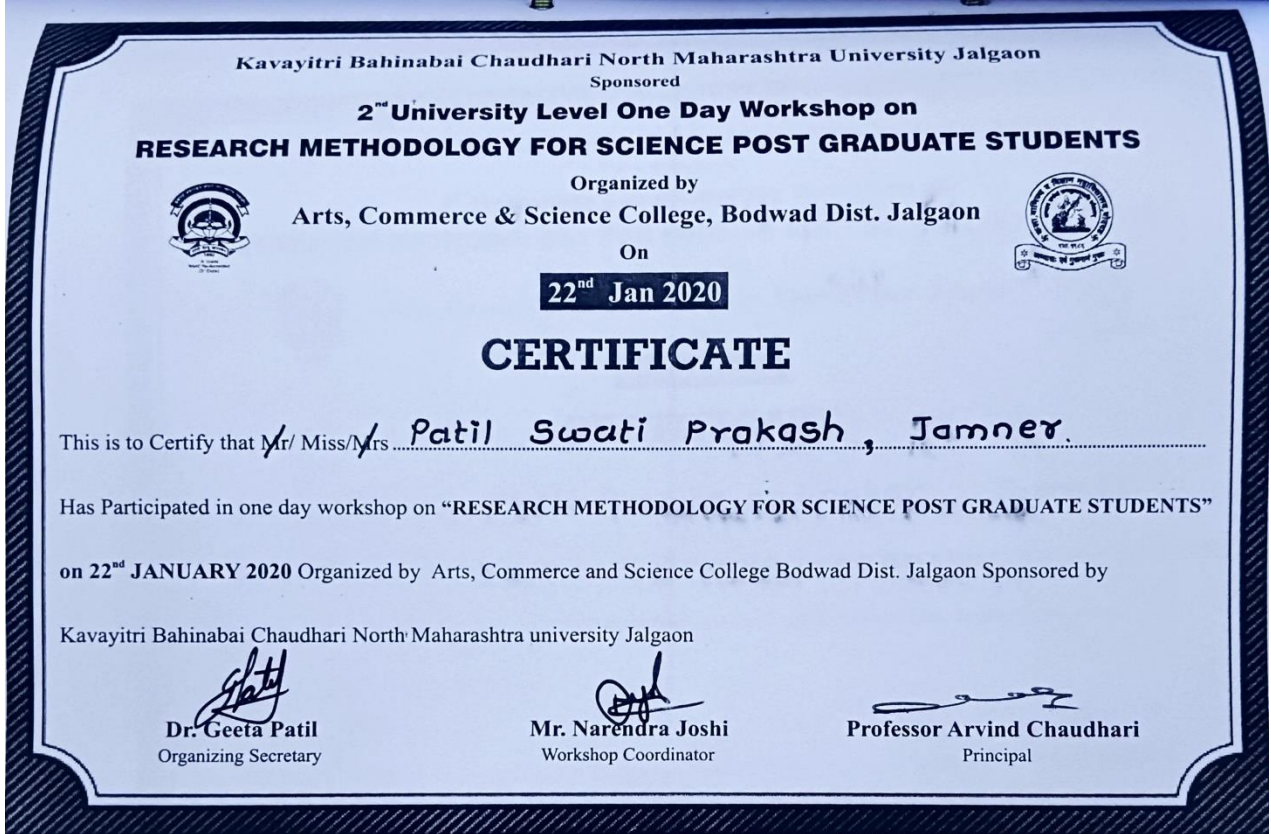 Kavayitri Bahinabai Chaudhari North Maharashtra University Jalgaon
Sponsored
2nd University Level One Day Workshop on
RESEARCH METHODOLOGY FOR SCIENCE POST GRADUATE STUDENTS
Organized by
Arts, Commerce & Science College, Bodwad Dist. Jalgaon
On
22nd Jan 2020
CERTIFICATE
This is to Certify that Mr/ Miss/Mrs Patil Swati Prakash, Jamner.
Has Participated in one day workshop on “RESEARCH METHODOLOGY FOR SCIENCE POST GRADUATE STUDENTS”
on 22nd JANUARY 2020 Organized by Arts, Commerce and Science College Bodwad Dist. Jalgaon Sponsored by
Kavayitri Bahinabai Chaudhari North Maharashtra university Jalgaon
Dr. Geeta Patil
Organizing Secretary
Mr. Narendra Joshi
Workshop Coordinator
Professor Arvind Chaudhari
Principal